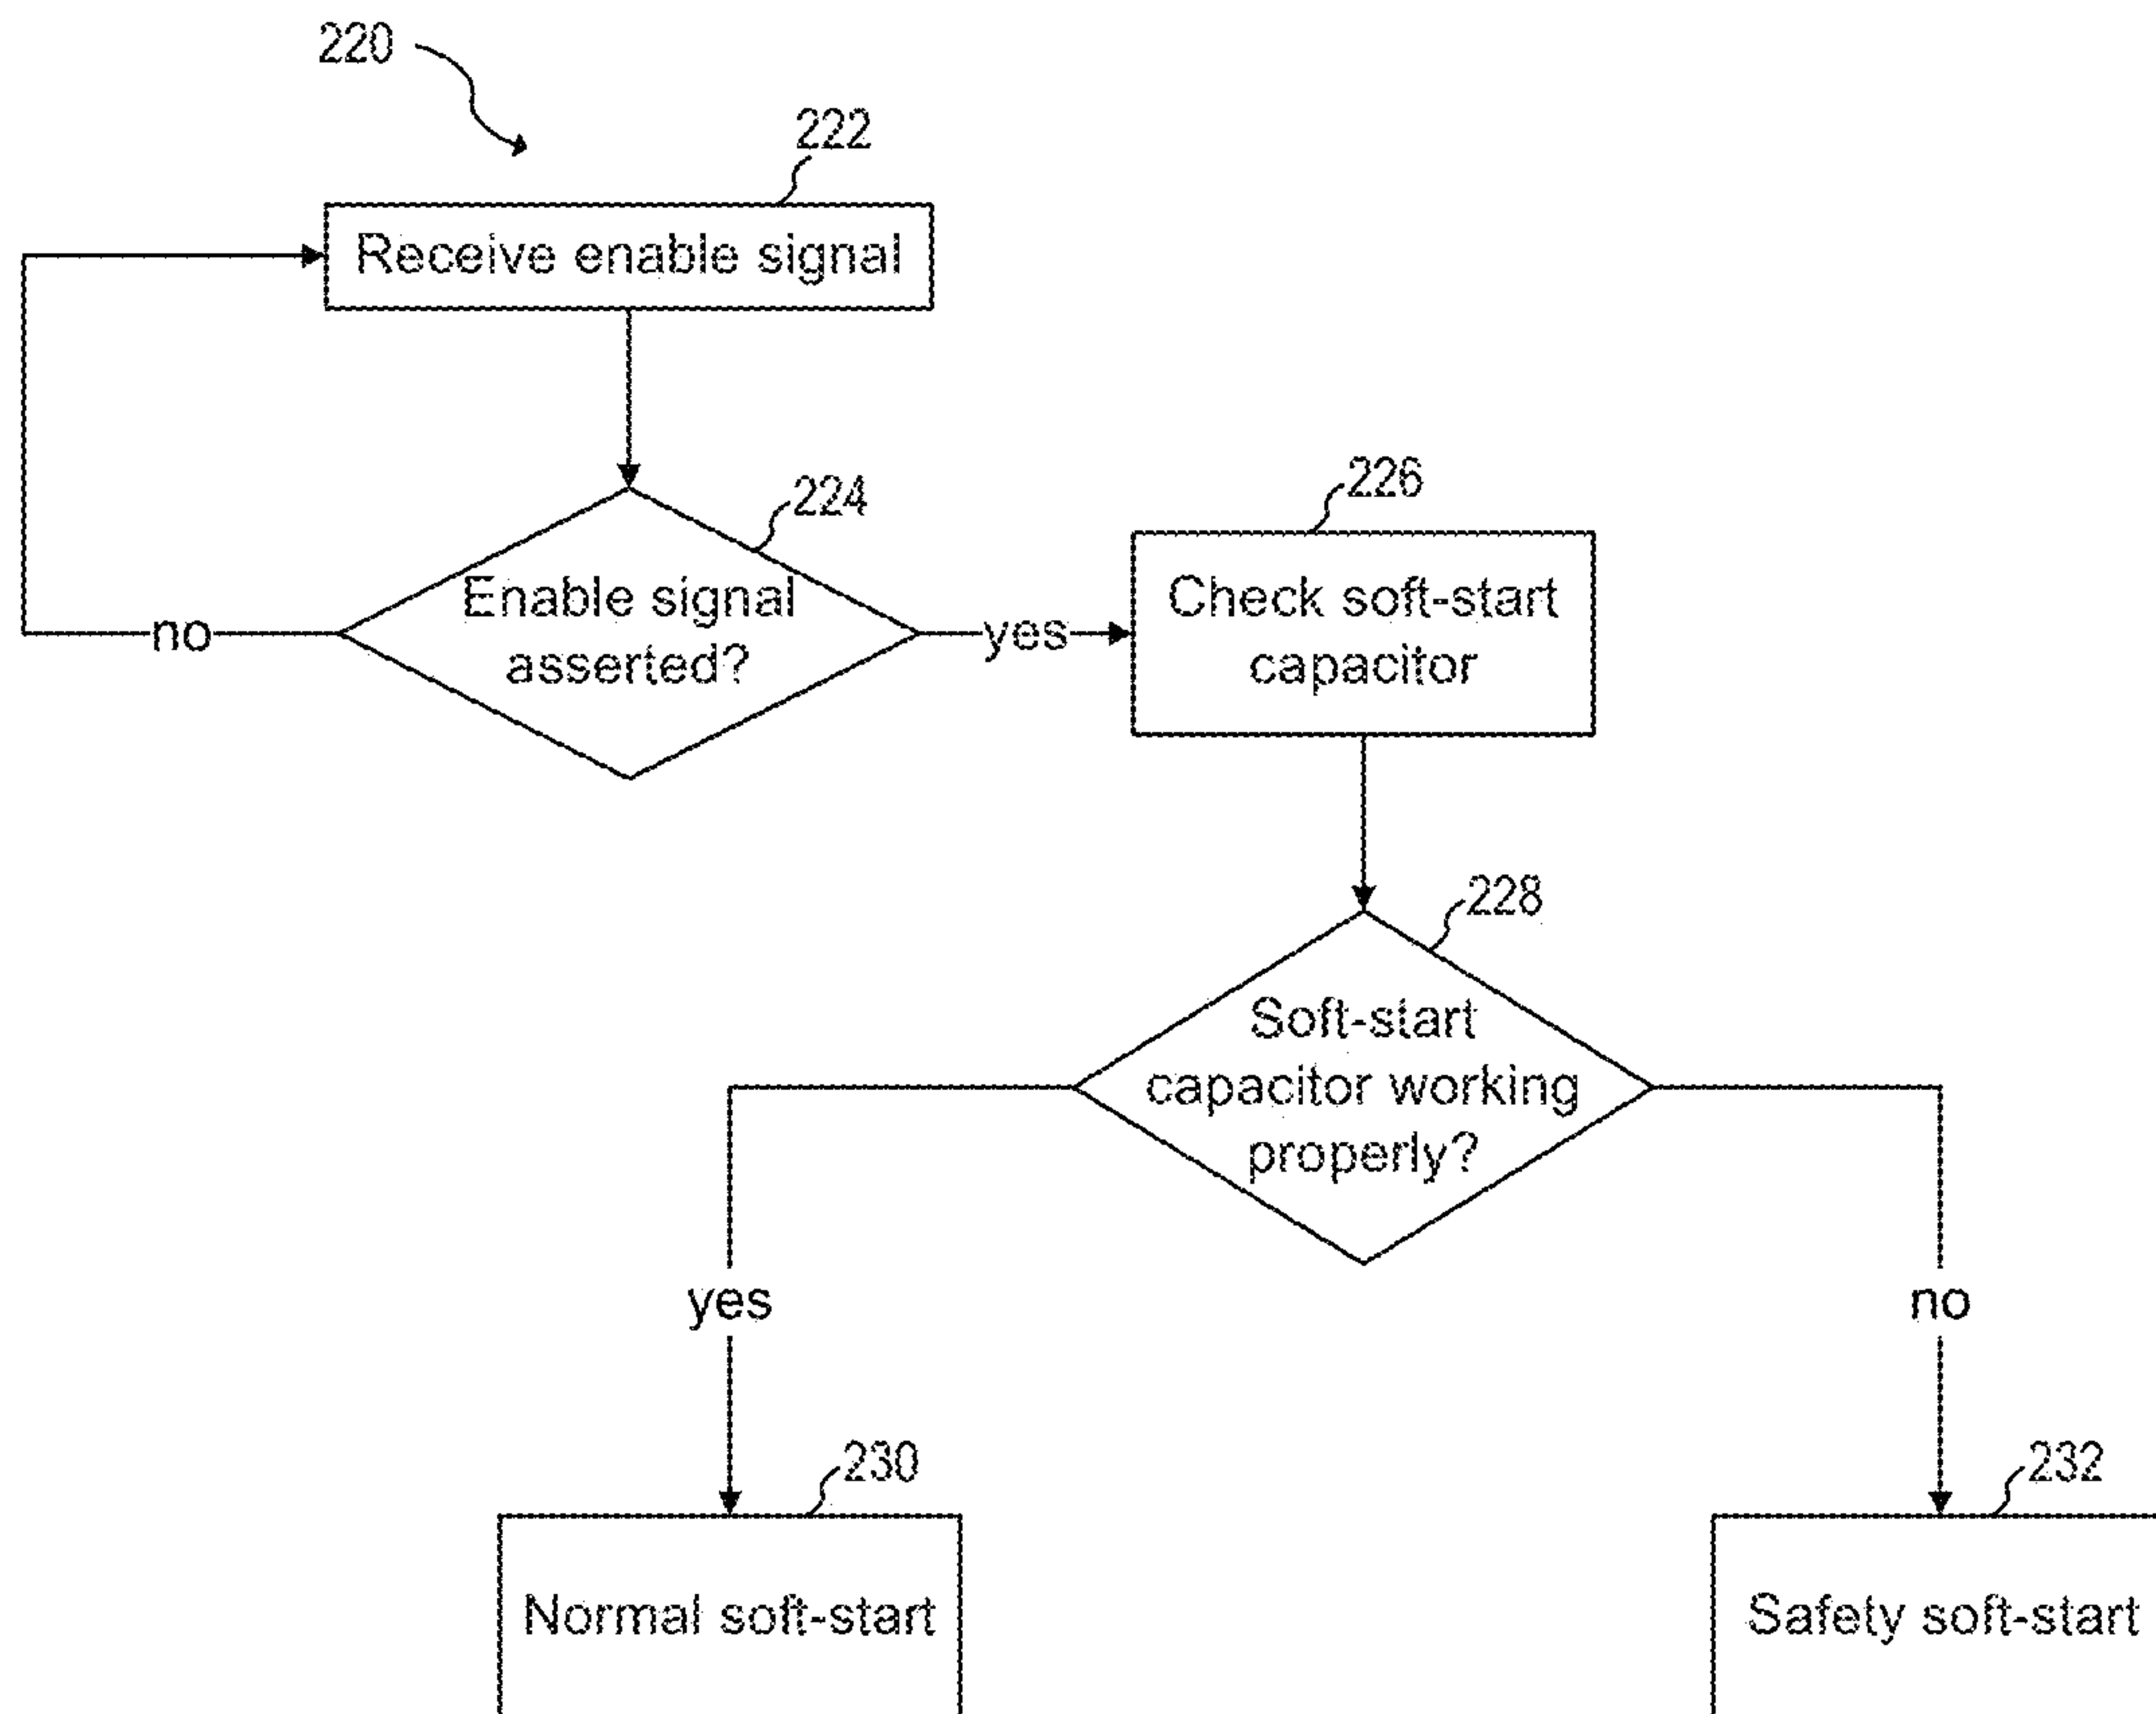 220
222
Receive enable signal
224
Enable signal
asserted?
no
yes
226
Check soft-start
capacitor
228
Soft-start
capacitor working
properly?
yes
no
230
Normal soft-start
232
Safety soft-start